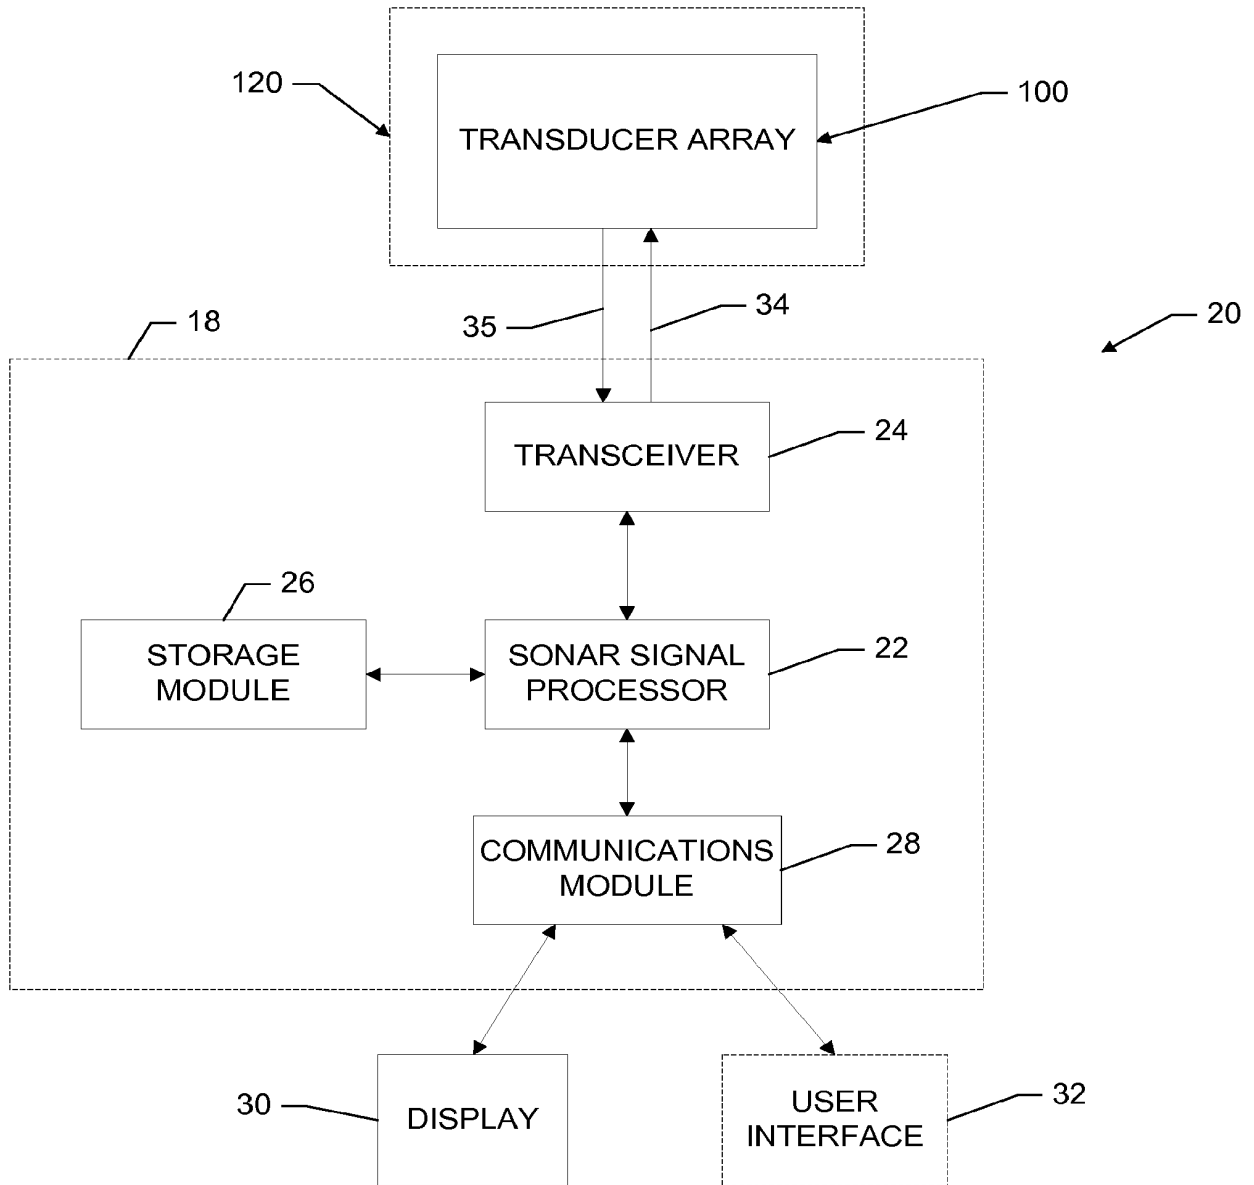 120
100
TRANSDUCER ARRAY
35
34
18
20
TRANSCEIVER
24
26
STORAGE
MODULE
SONAR SIGNAL
PROCESSOR
22
COMMUNICATIONS
MODULE
28
30
DISPLAY
USER
INTERFACE
32